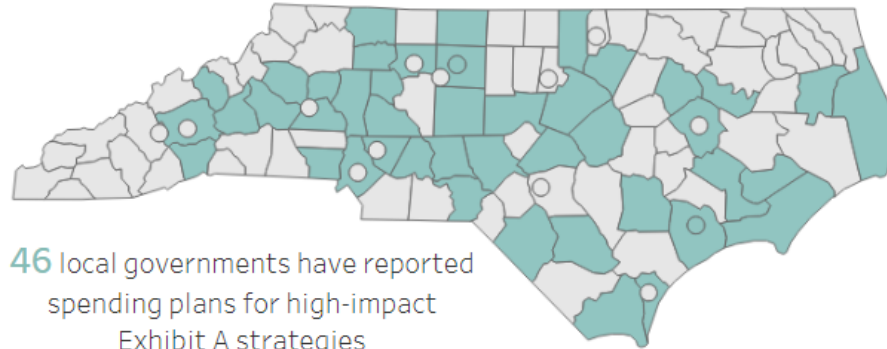 46 local governments have reported
spending plans for high-impact
Exhibit A strategies